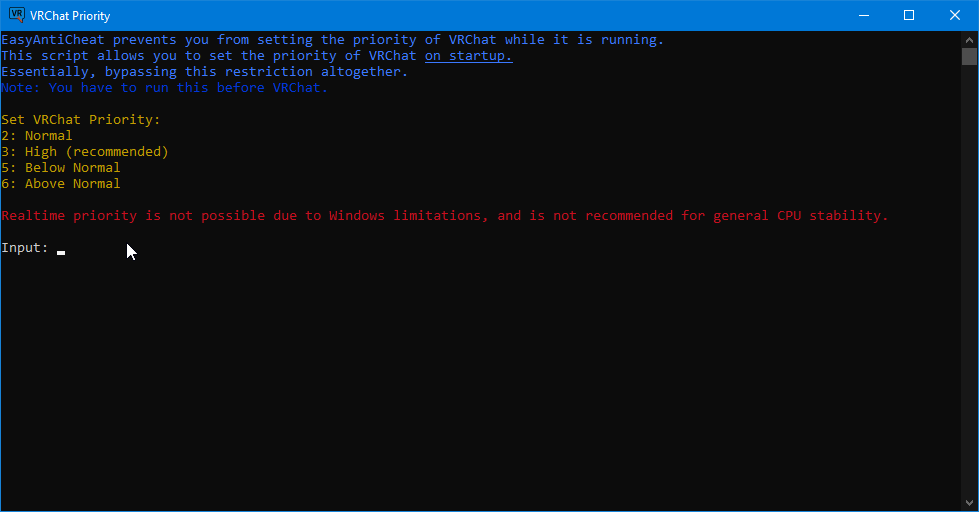 VR
VRChat Priority
EasyAntiCheat prevents you from setting the priority of VRChat while it is running.
This script allows you to set the priority of VRChat on startup.
Essentially, bypassing this restriction altogether.
Note: You have to run this before VRChat.
Set VRChat Priority:
2: Normal
3: High (recommended)
5: Below Normal
6: Above Normal
Realtime priority is not possible due to Windows limitations, and is not recommended for general CPU stability.
Input: